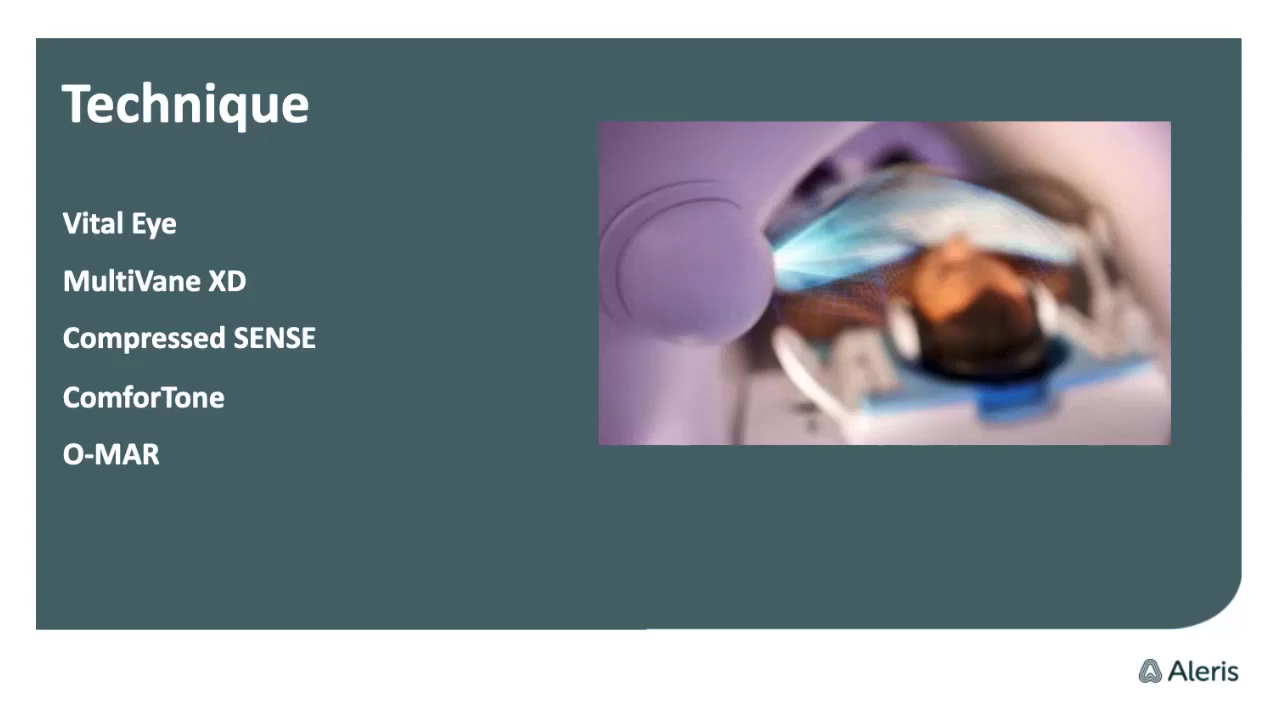 Technique
Vital Eye
MultiVane XD
Compressed SENSE
ComforTone
O-MAR
Aleris